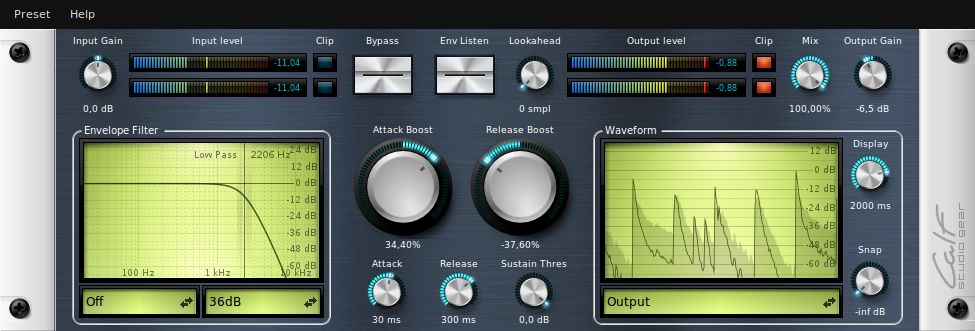 Preset Help
Input Gain Input level Clip Bypass Env Listen Lookahead Output level Clip Mix Output Gain
-11,04 -0,88
-11,04 -0,88
0,0 dB 0 smpl 100,00% -6,5 dB
Envelope Filter
Low Pass 2206 Hz
24 dB
12 dB
0 dB
-12 dB
-24 dB
-36 dB
-48 dB
-60 dB
100 Hz 1 kHz 10 kHz
Off 36dB
Attack Boost Release Boost
34,40% -37,60%
Attack Release Sustain Thres
30 ms 300 ms 0,0 dB
Waveform
12 dB
0 dB
-12 dB
-24 dB
-36 dB
-48 dB
-60 dB
Output
Display
2000 ms
Snap
-inf dB
Calf
studio gear